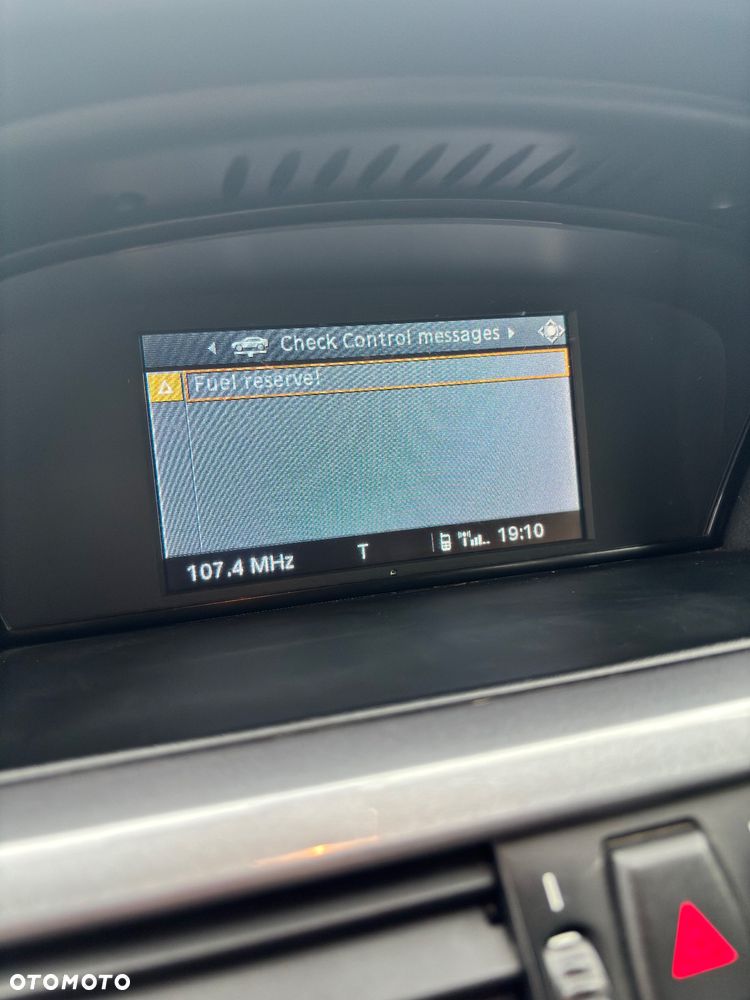 Check Control messages
Fuel reserve!
107.4 MHz
T
19:10
OTOMOTO